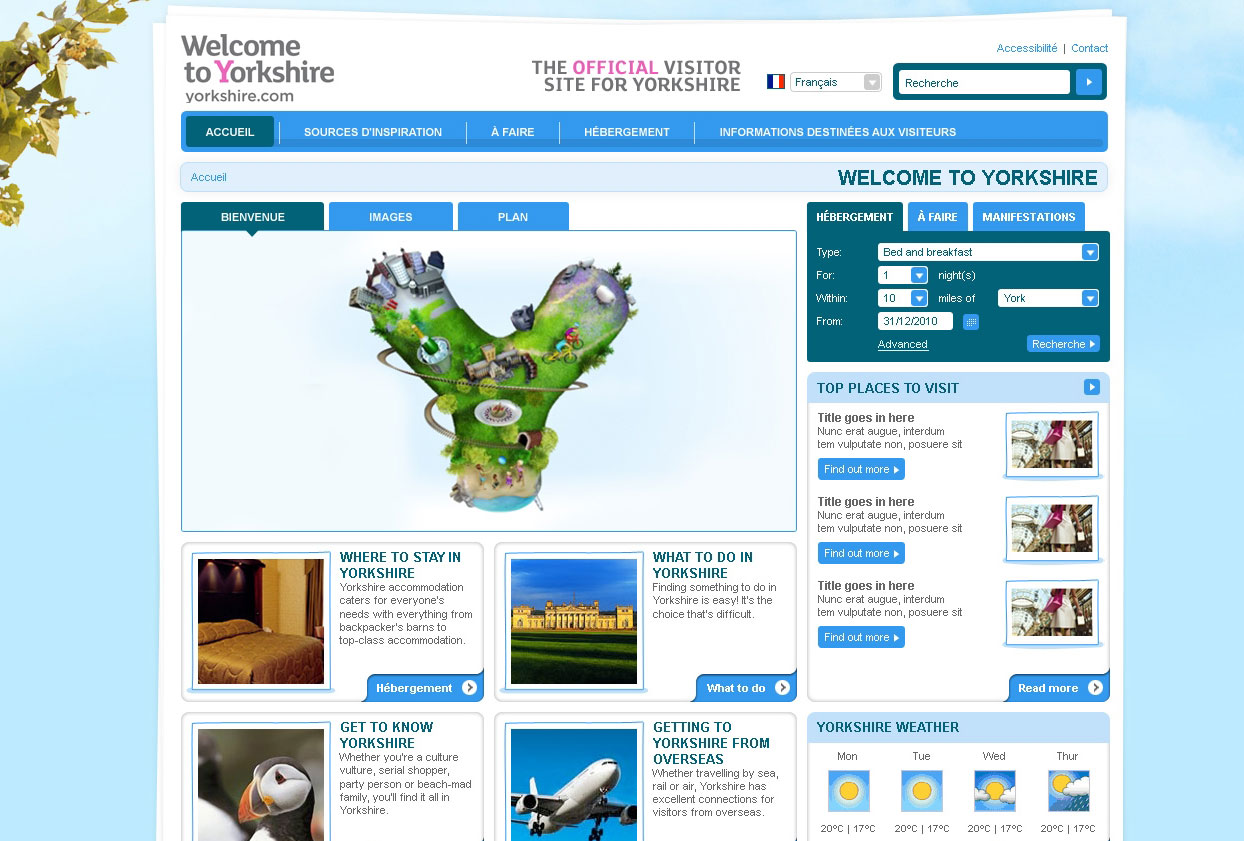 Welcome
to Yorkshire
yorkshire.com
THE OFFICIAL VISITOR
SITE FOR YORKSHIRE
Français
Accessibilité | Contact
Recherche
ACCUEIL
SOURCES D'INSPIRATION
À FAIRE
HÉBERGEMENT
INFORMATIONS DESTINÉES AUX VISITEURS
Accueil
WELCOME TO YORKSHIRE
BIENVENUE
IMAGES
PLAN
HÉBERGEMENT
À FAIRE
MANIFESTATIONS
Type: Bed and breakfast
For: 1 night(s)
Within: 10 miles of York
From: 31/12/2010
Advanced
Recherche
TOP PLACES TO VISIT
Title goes in here
Nunc erat augue, interdum
tem vulputate non, posuere sit
Find out more
Title goes in here
Nunc erat augue, interdum
tem vulputate non, posuere sit
Find out more
Title goes in here
Nunc erat augue, interdum
tem vulputate non, posuere sit
Find out more
Read more
WHERE TO STAY IN
YORKSHIRE
Yorkshire accommodation
caters for everyone's
needs with everything from
backpacker's barns to
top-class accommodation.
Hébergement
WHAT TO DO IN
YORKSHIRE
Finding something to do in
Yorkshire is easy! It's the
choice that's difficult.
What to do
GET TO KNOW
YORKSHIRE
Whether you're a culture
vulture, serial shopper,
party person or beach-mad
family, you'll find it all in
Yorkshire.
GETTING TO
YORKSHIRE FROM
OVERSEAS
Whether travelling by sea,
rail or air, Yorkshire has
excellent connections for
visitors from overseas.
YORKSHIRE WEATHER
Mon Tue Wed Thur
20ºC | 17ºC 20ºC | 17ºC 20ºC | 17ºC 20ºC | 17ºC